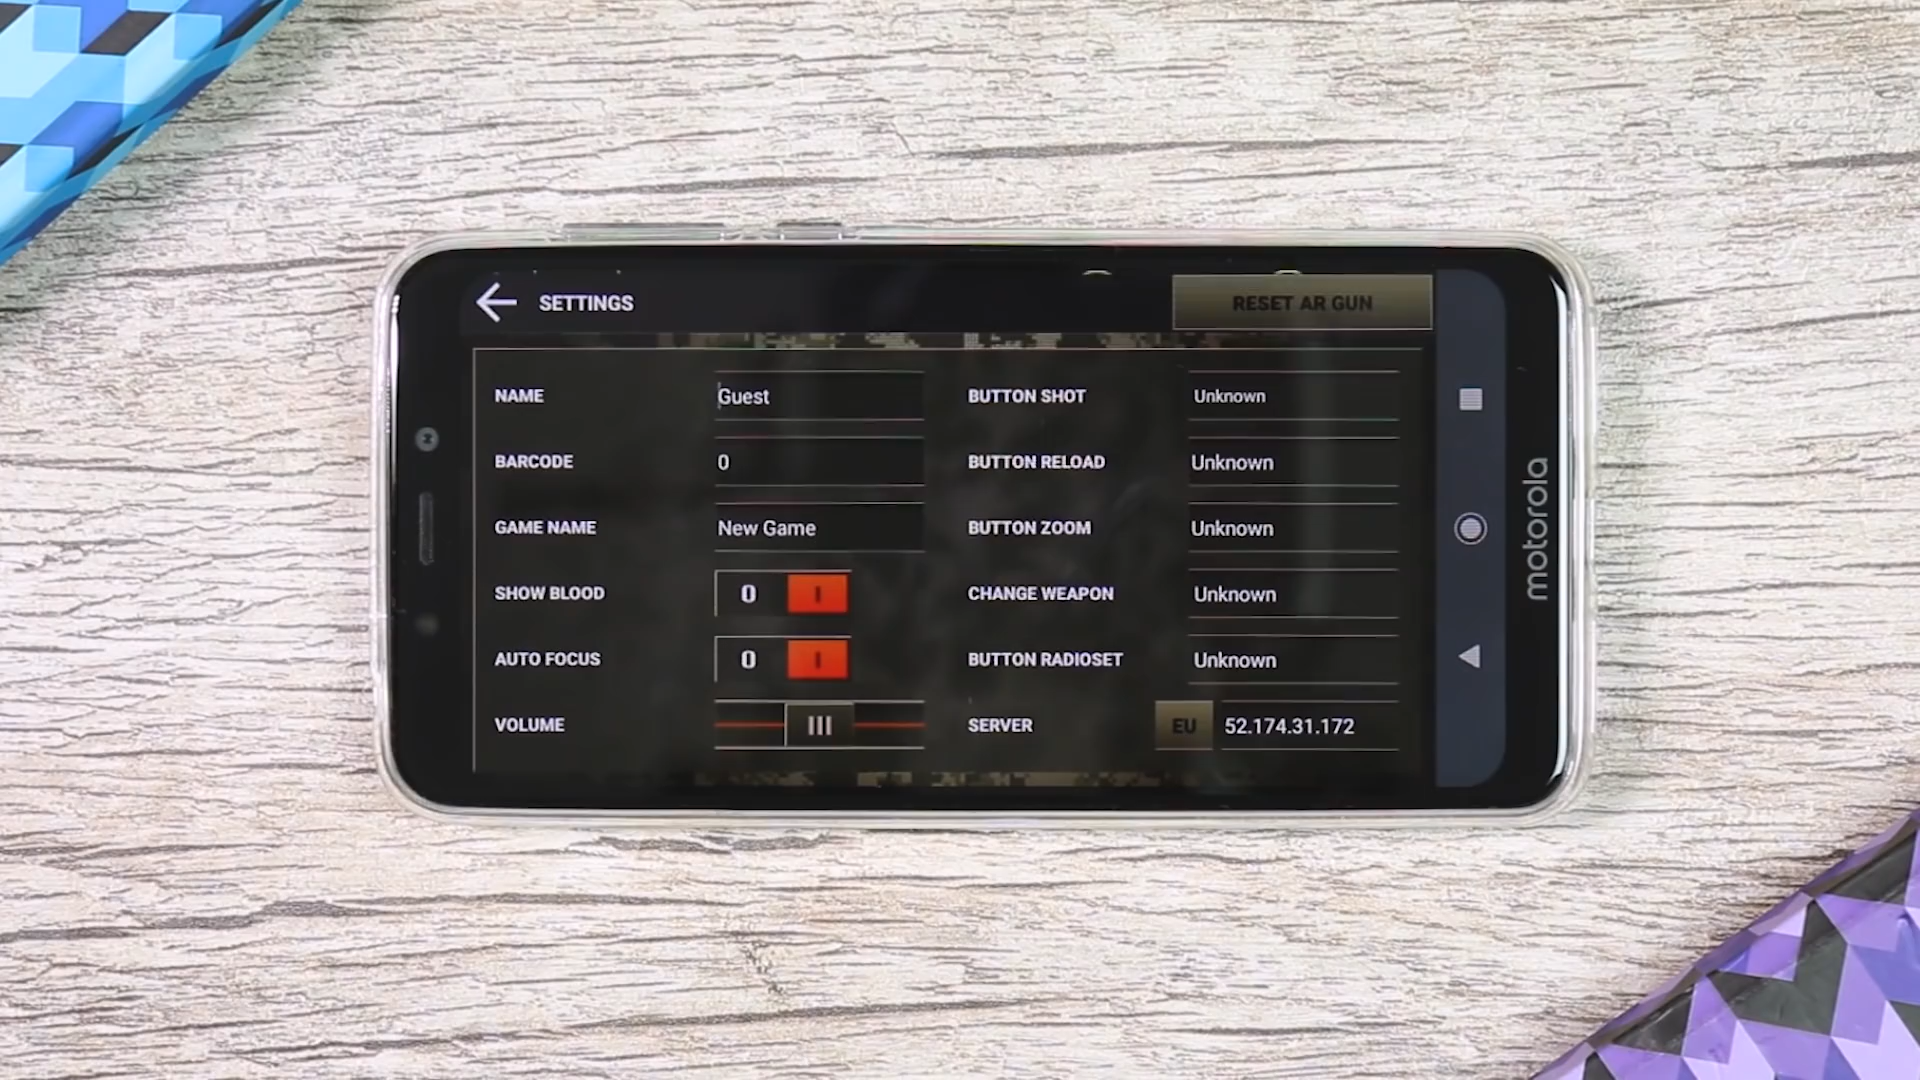 SETTINGS
RESET AR GUN
NAME Guest
BARCODE 0
GAME NAME New Game
SHOW BLOOD 0 I
AUTO FOCUS 0 I
VOLUME
BUTTON SHOT Unknown
BUTTON RELOAD Unknown
BUTTON ZOOM Unknown
CHANGE WEAPON Unknown
BUTTON RADIOSET Unknown
SERVER EU 52.174.31.172
motorola